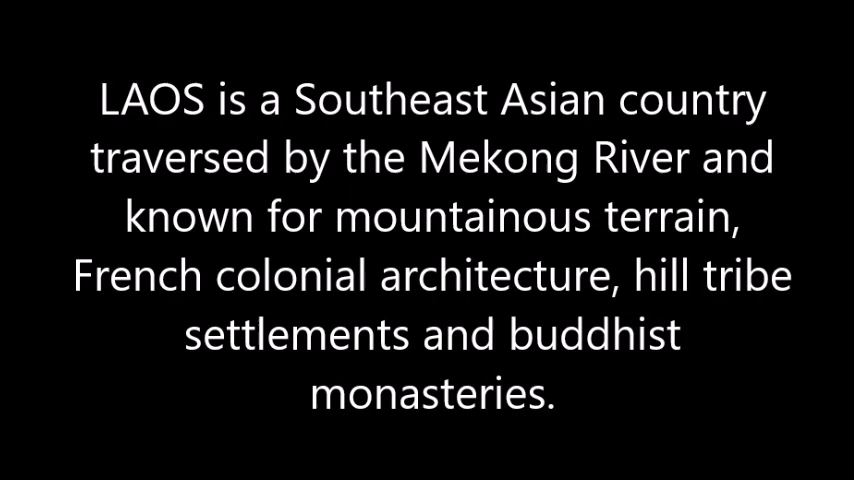 LAOS is a Southeast Asian country
traversed by the Mekong River and
known for mountainous terrain,
French colonial architecture, hill tribe
settlements and buddhist
monasteries.